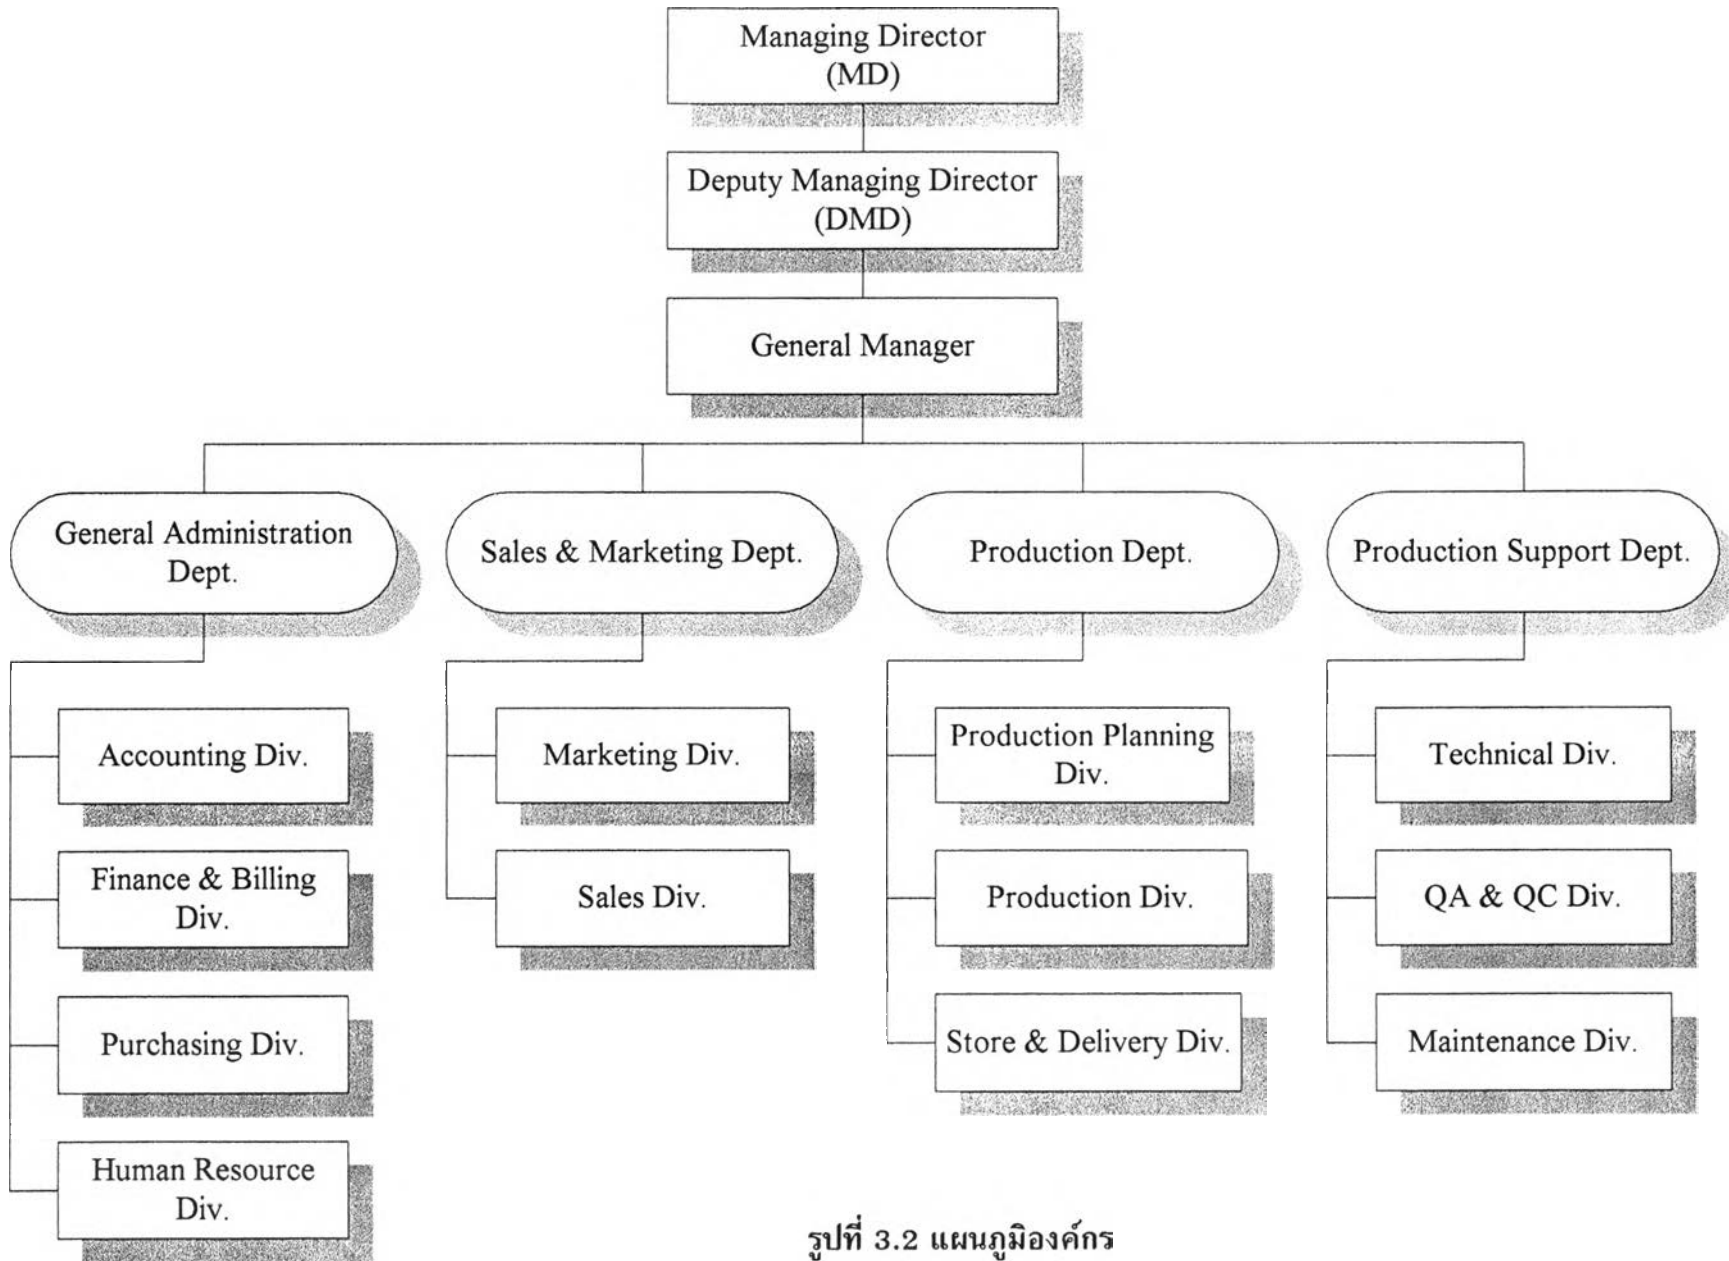 Managing Director
(MD)
Deputy Managing Director
(DMD)
General Manager
General Administration
Dept.
Sales & Marketing Dept.
Production Dept.
Production Support Dept.
Accounting Div.
Finance & Billing
Div.
Purchasing Div.
Human Resource
Div.
Marketing Div.
Sales Div.
Production Planning
Div.
Production Div.
Store & Delivery Div.
Technical Div.
QA & QC Div.
Maintenance Div.
รูปที่ 3.2 แผนภูมิองค์กร